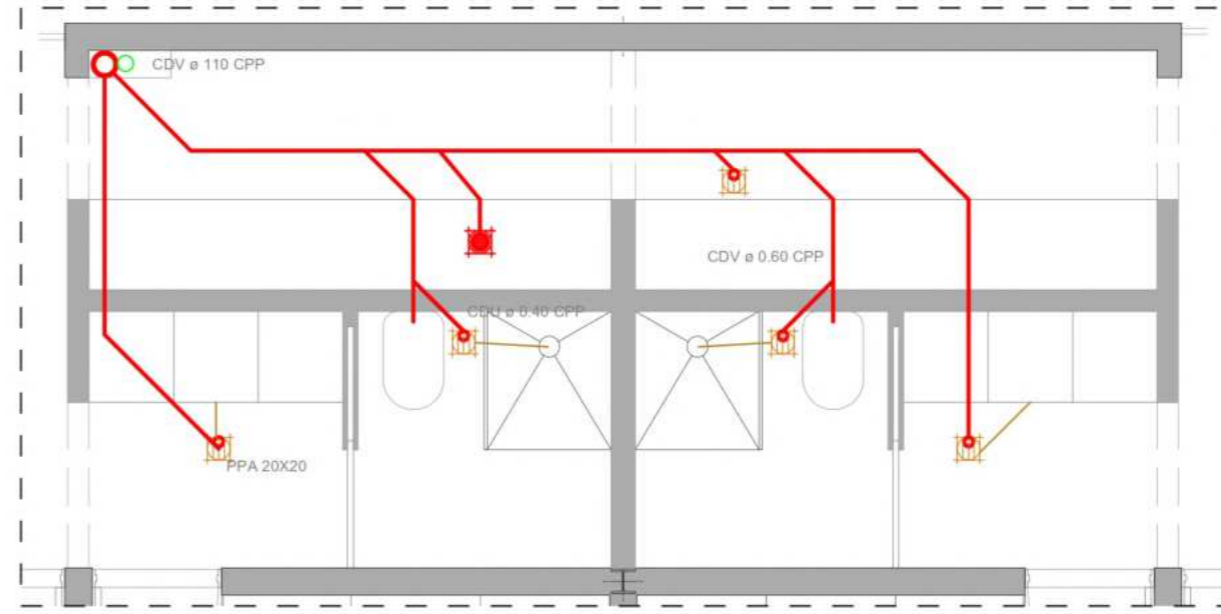 CDV ø 110 CPP
CDV ø 0.60 CPP
CDU ø 0.40 CPP
PPA 20X20